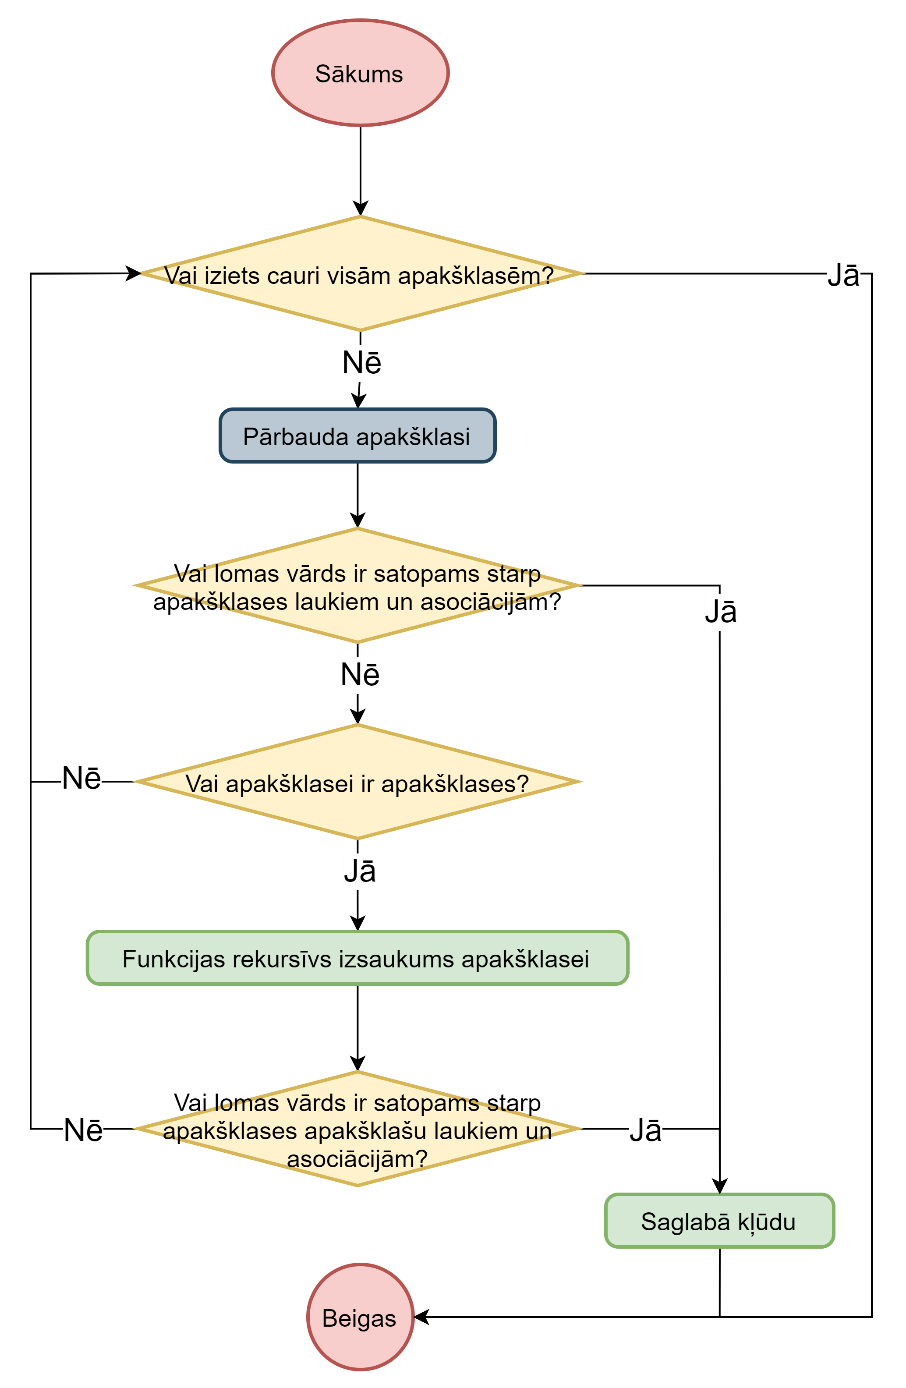 Sākums
Vai iziets cauri visām apakšklasēm?
Jā
Nē
Pārbauda apakšklasi
Vai lomas vārds ir satopams starp
apakšklases laukiem un asociācijām?
Jā
Nē
Vai apakšklasei ir apakšklases?
Nē
Jā
Funkcijas rekursīvs izsaukums apakšklasei
Vai lomas vārds ir satopams starp
apakšklases apakšklašu laukiem un
asociācijām?
Nē
Jā
Saglabā kļūdu
Beigas